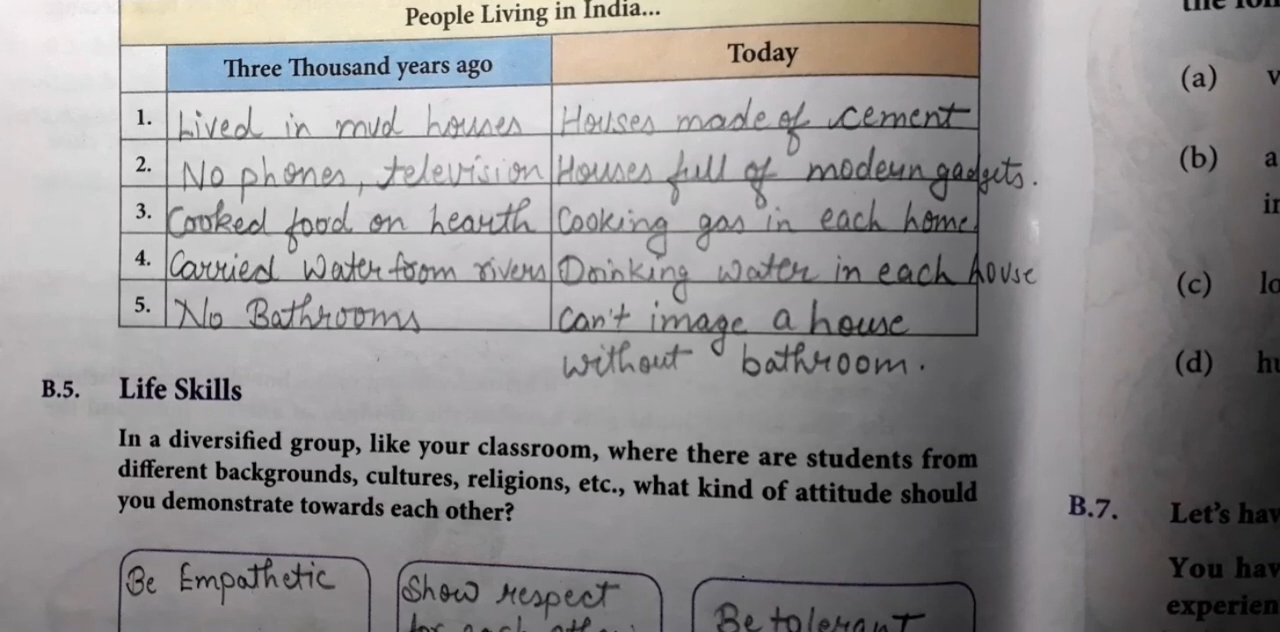 People Living in India...
Three Thousand years ago Today
1. Lived in mud houses Houses made of cement
2. No phones, television Houses full of modern gadgets.
3. Cooked food on hearth Cooking gas in each home
4. Carried water from rivers Drinking water in each house
5. No Bathrooms Can't image a house
without bathroom.
B.5. Life Skills
In a diversified group, like your classroom, where there are students from
different backgrounds, cultures, religions, etc., what kind of attitude should
you demonstrate towards each other?
Be Empathetic
Show respect
for each
Be tolerant
(a)
(b) a
(c)
(d)
B.7. Let's
You